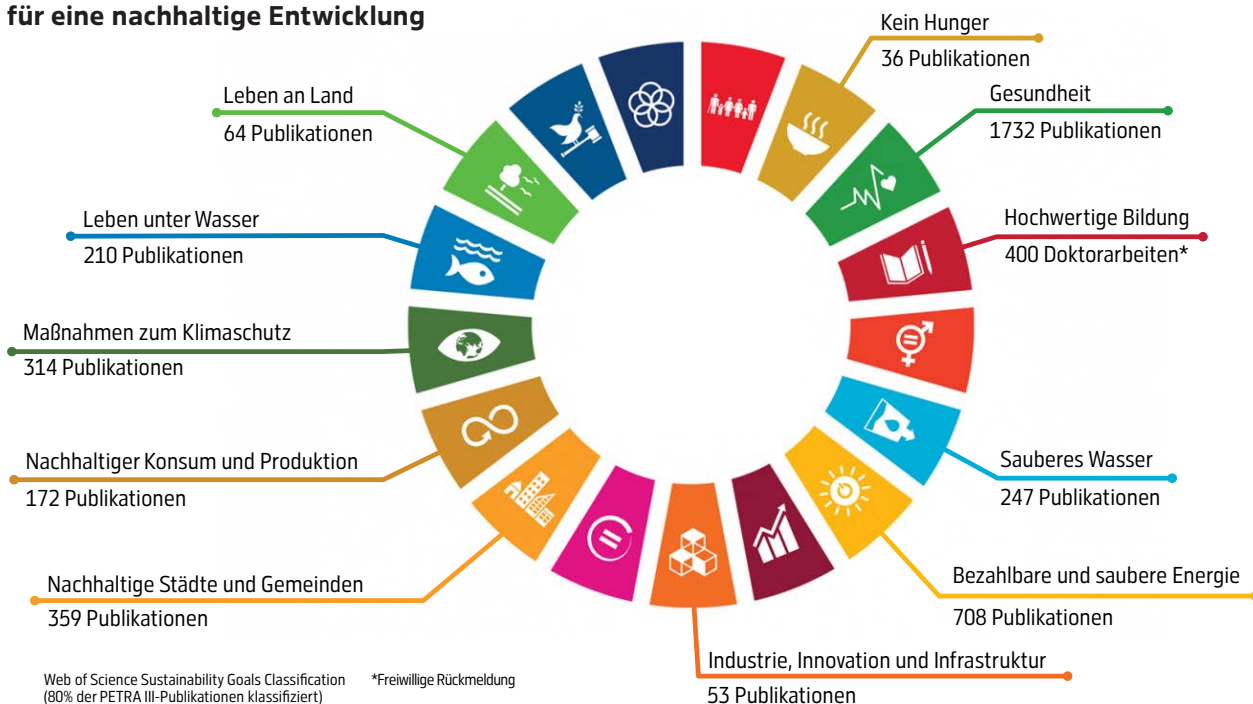 für eine nachhaltige Entwicklung
Kein Hunger
36 Publikationen
Gesundheit
1732 Publikationen
Hochwertige Bildung
400 Doktorarbeiten*
Sauberes Wasser
247 Publikationen
Bezahlbare und saubere Energie
708 Publikationen
Industrie, Innovation und Infrastruktur
53 Publikationen
Nachhaltige Städte und Gemeinden
359 Publikationen
Nachhaltiger Konsum und Produktion
172 Publikationen
Maßnahmen zum Klimaschutz
314 Publikationen
Leben unter Wasser
210 Publikationen
Leben an Land
64 Publikationen
Web of Science Sustainability Goals Classification
(80% der PETRA III-Publikationen klassifiziert)
*Freiwillige Rückmeldung